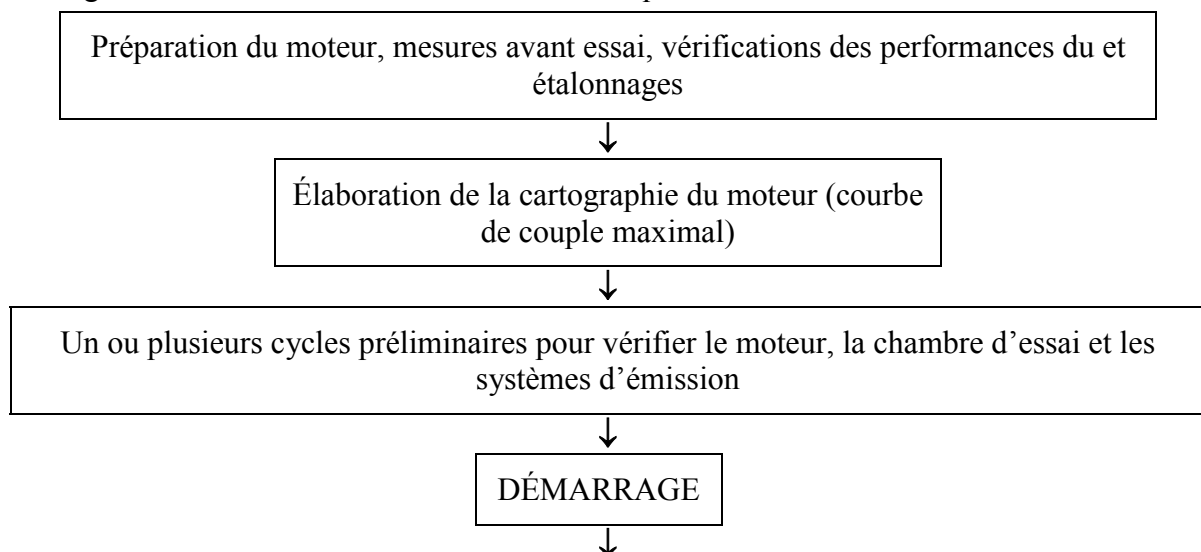 Préparation du moteur, mesures avant essai, vérifications des performances du et
étalonnages
Élaboration de la cartographie du moteur (courbe
de couple maximal)
Un ou plusieurs cycles préliminaires pour vérifier le moteur, la chambre d’essai et les
systèmes d’émission
DÉMARRAGE